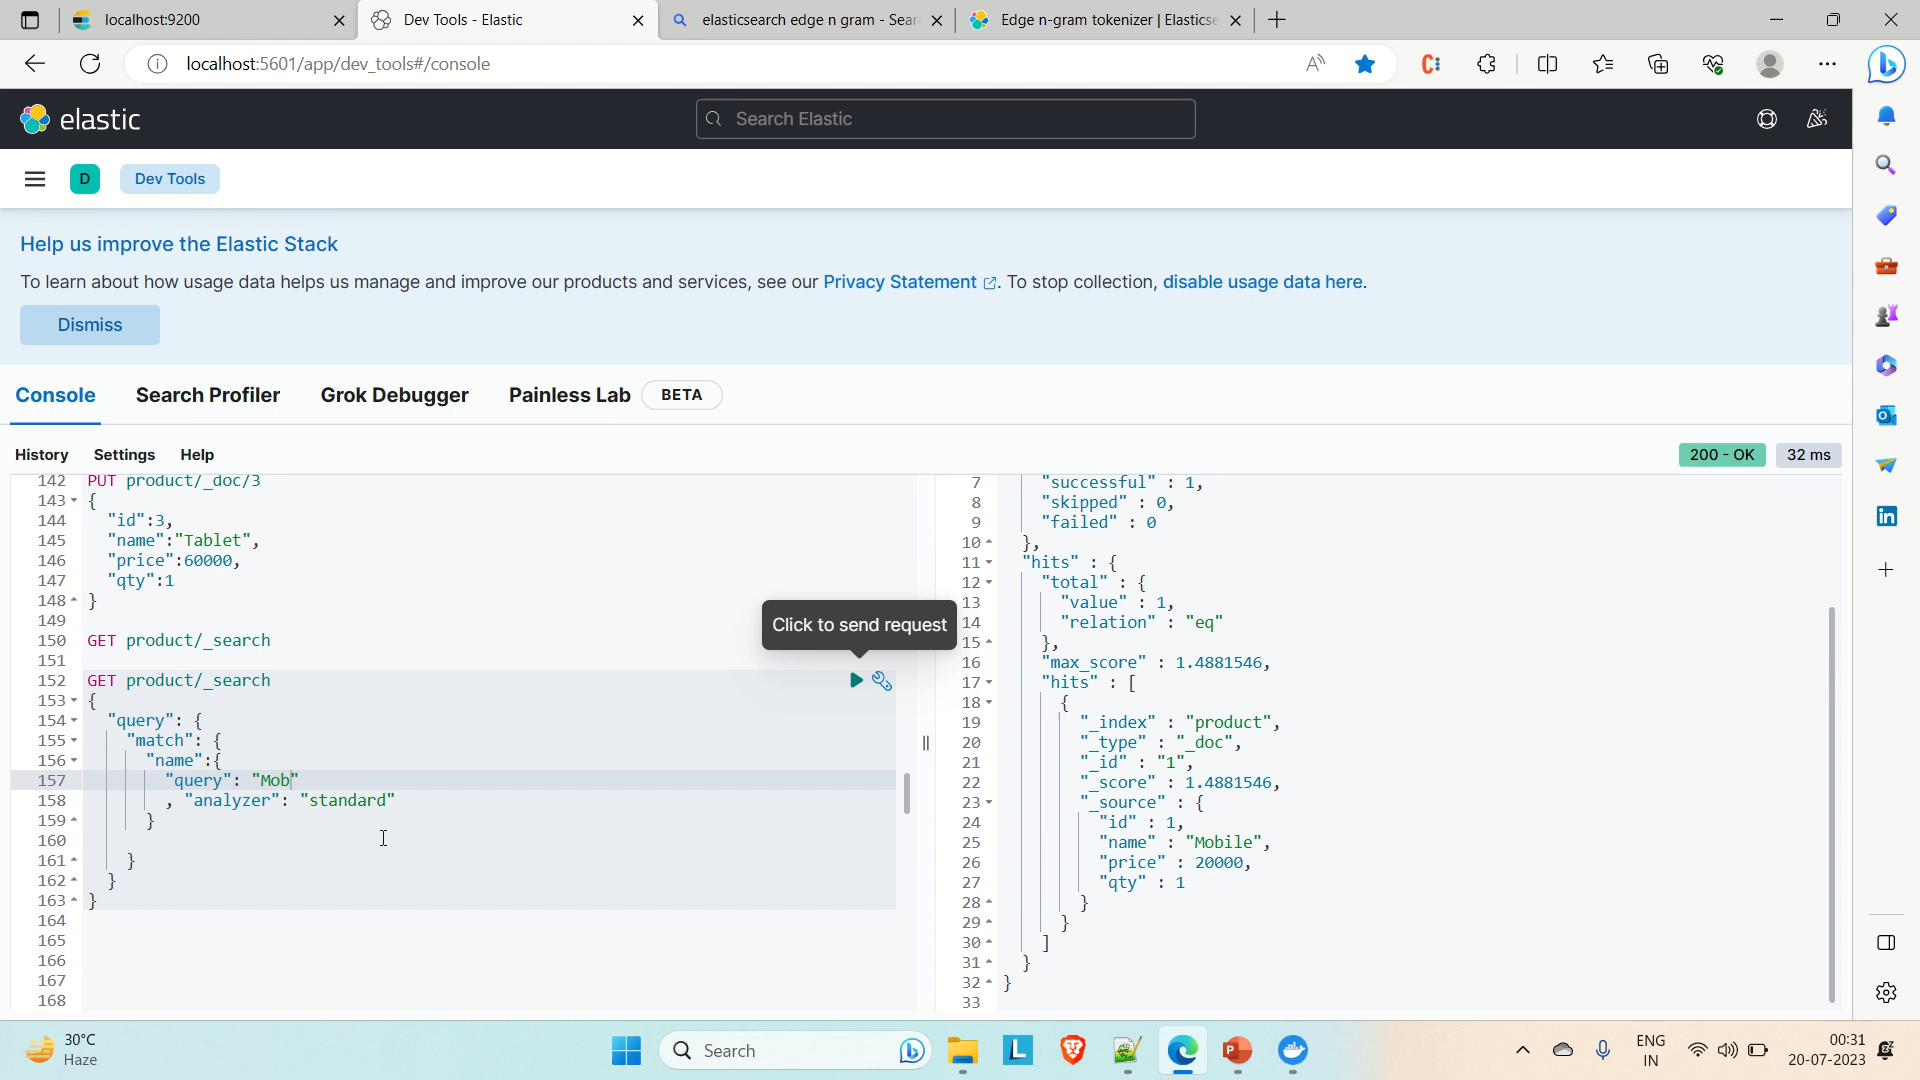 localhost:9200
Dev Tools - Elastic
elasticsearch edge n gram - Sear
Edge n-gram tokenizer | Elasticse
localhost:5601/app/dev_tools#/console
elastic
Search Elastic
D
Dev Tools
Help us improve the Elastic Stack
To learn about how usage data helps us manage and improve our products and services, see our Privacy Statement. To stop collection, disable usage data here.
Dismiss
Console
Search Profiler
Grok Debugger
Painless Lab
BETA
History
Settings
Help
200 - OK
32 ms
142 PUT product/_doc/3
143 {
144 "id":3,
145 "name":"Tablet",
146 "price":60000,
147 "qty":1
148 }
149
150 GET product/_search
151
Click to send request
152 GET product/_search
153 {
154 "query": {
155 "match": {
156 "name":{
157 "query": "Mob"
158 , "analyzer": "standard"
159 }
160
161 }
162 }
163 }
164
165
166
167
168
7 "successful" : 1,
8 "skipped" : 0,
9 "failed" : 0
10 },
11 "hits" : {
12 "total" : {
13 "value" : 1,
14 "relation" : "eq"
15 },
16 "max_score" : 1.4881546,
17 "hits" : [
18 {
19 "_index" : "product",
20 "_type" : "_doc",
21 "_id" : "1",
22 "_score" : 1.4881546,
23 "_source" : {
24 "id" : 1,
25 "name" : "Mobile",
26 "price" : 20000,
27 "qty" : 1
28 }
29 }
30 ]
31 }
32 }
33
30°C
Haze
Search
ENG
IN
00:31
20-07-2023